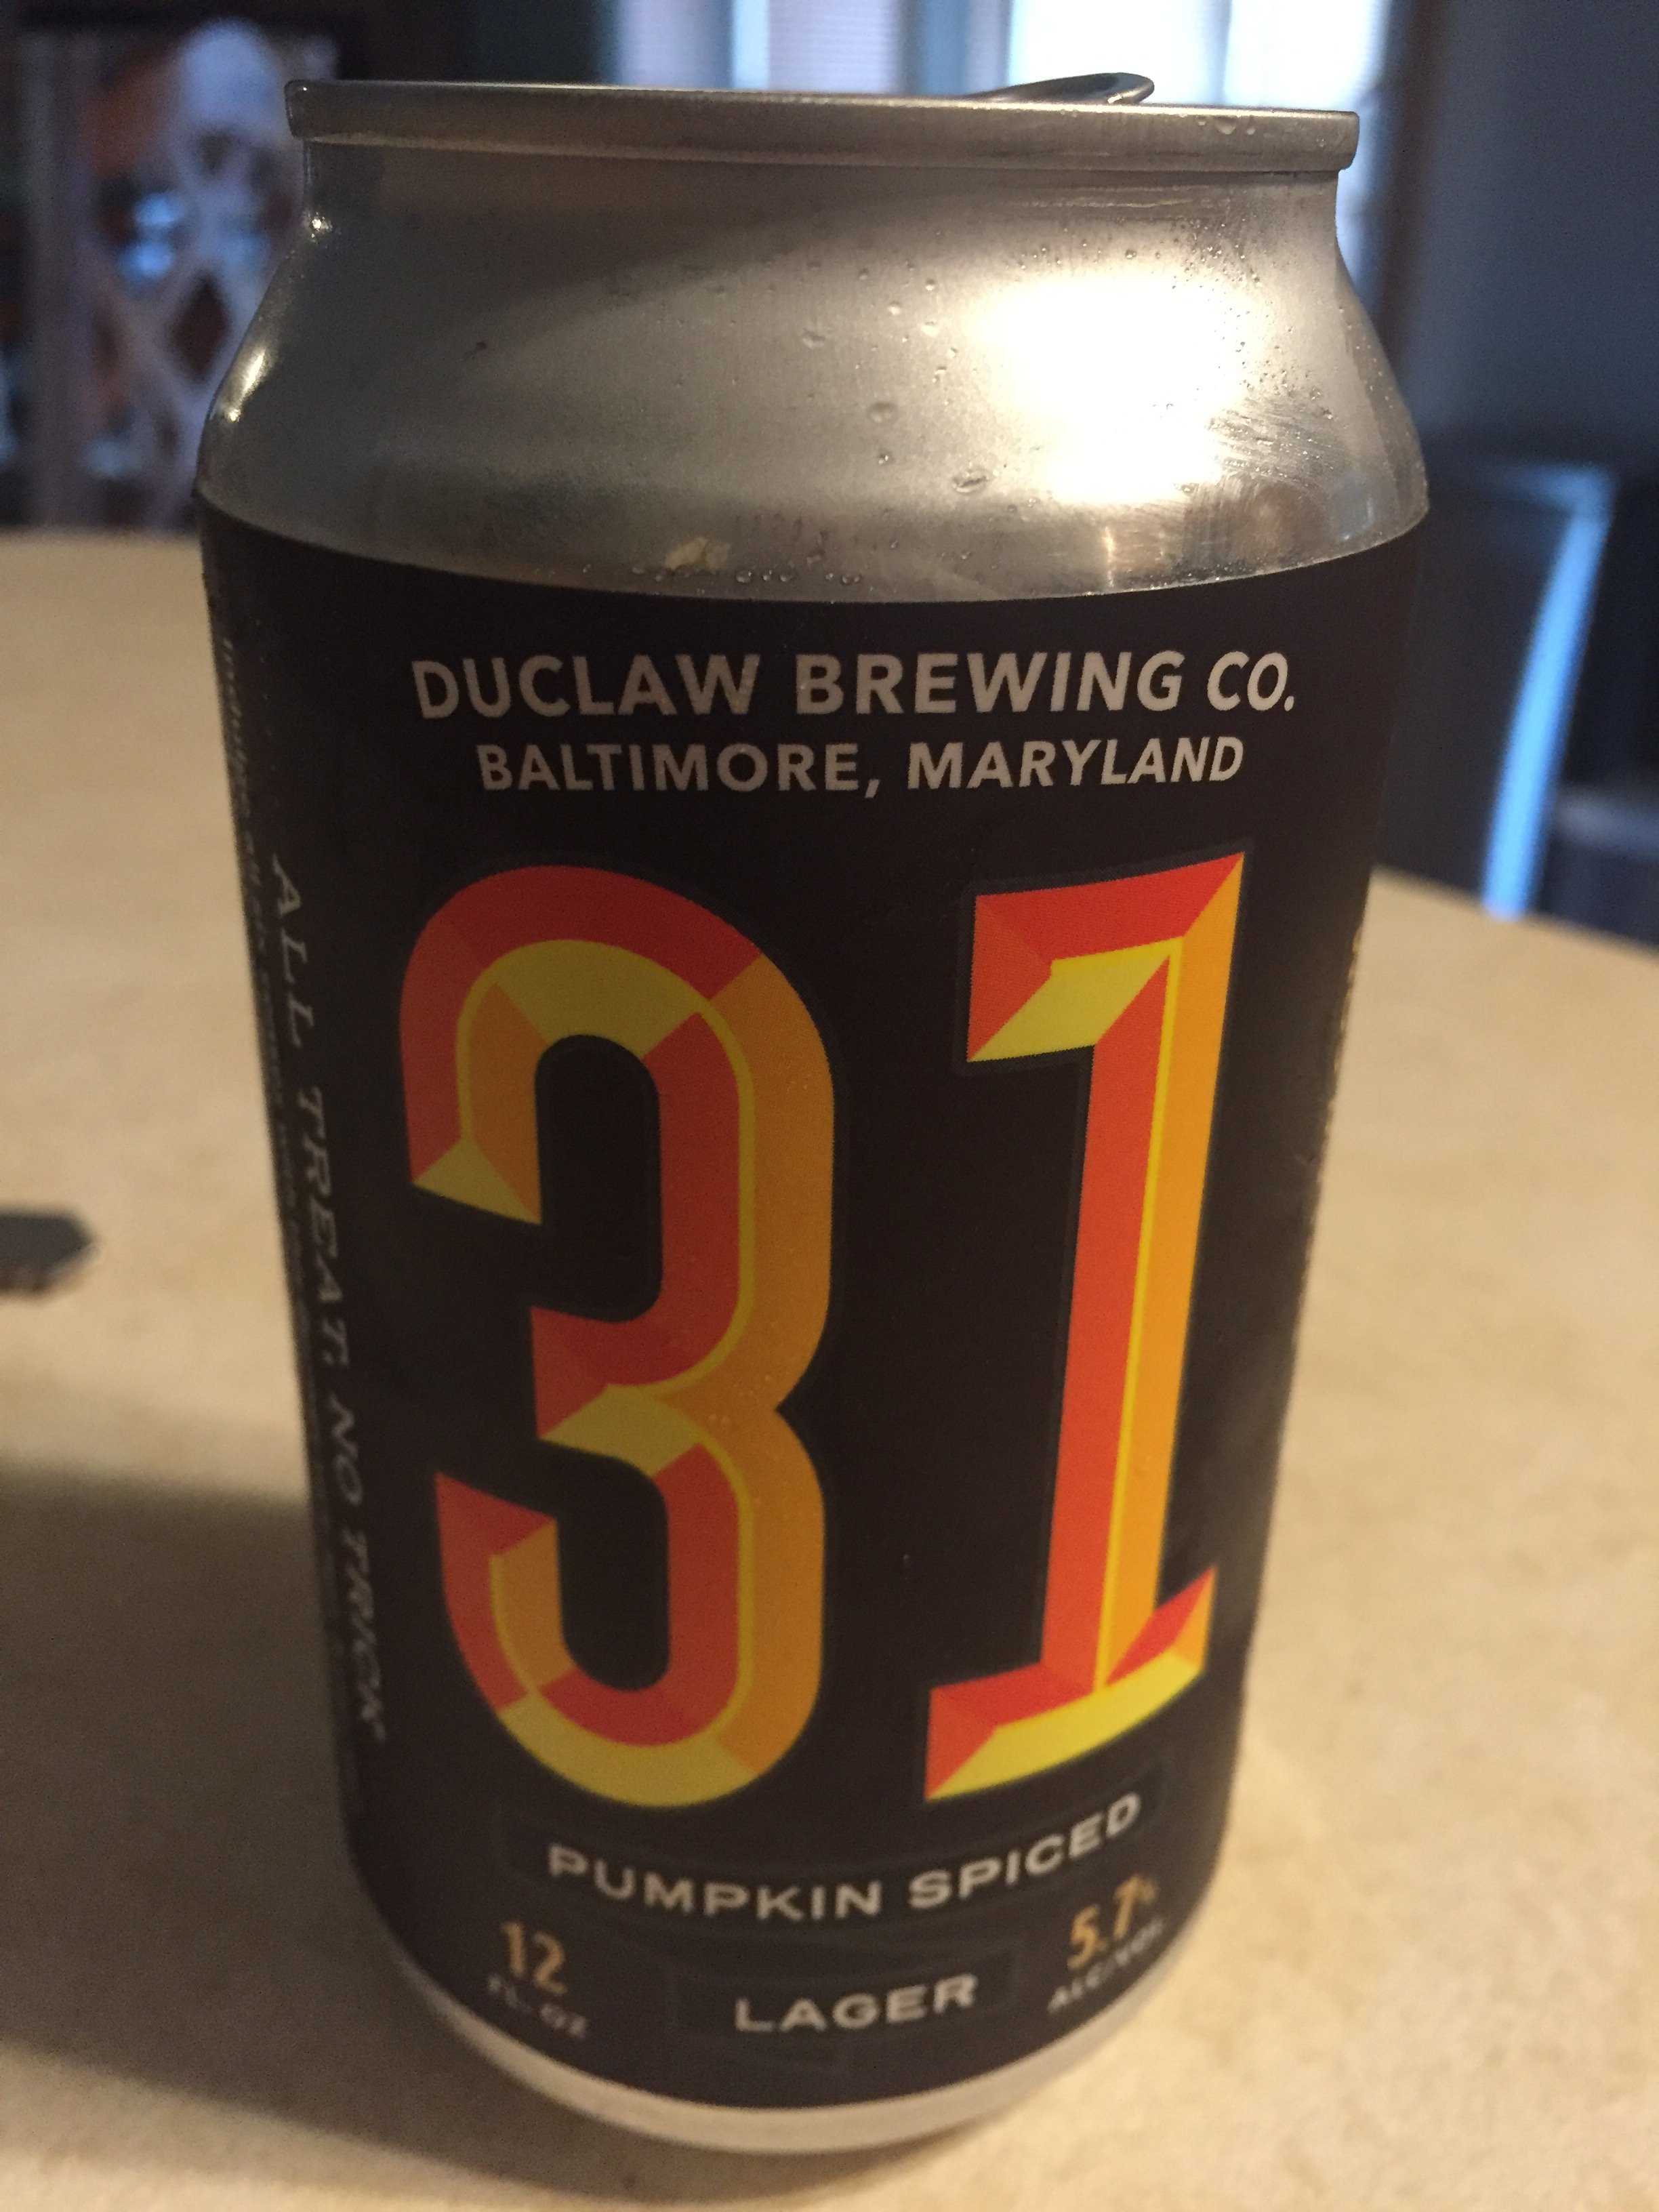 DUCLAW BREWING CO.
BALTIMORE, MARYLAND
31
PUMPKIN SPICED
LAGER
12
FL. OZ
5.7%
ALC/VOL
ALL TREAT. NO TRICK